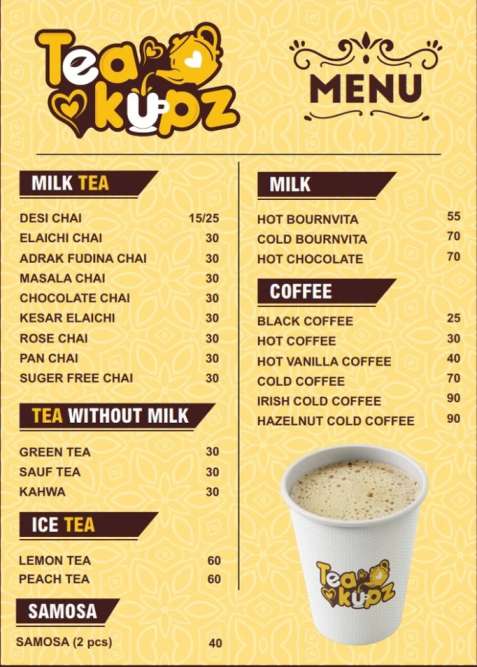 Tea
kupz
MENU
MILK TEA
DESI CHAI 15/25
ELAICHI CHAI 30
ADRAK FUDINA CHAI 30
MASALA CHAI 30
CHOCOLATE CHAI 30
KESAR ELAICHI 30
ROSE CHAI 30
PAN CHAI 30
SUGER FREE CHAI 30
TEA WITHOUT MILK
GREEN TEA 30
SAUF TEA 30
KAHWA 30
ICE TEA
LEMON TEA 60
PEACH TEA 60
SAMOSA
SAMOSA (2 pcs) 40
MILK
HOT BOURNVITA 55
COLD BOURNVITA 70
HOT CHOCOLATE 70
COFFEE
BLACK COFFEE 25
HOT COFFEE 30
HOT VANILLA COFFEE 40
COLD COFFEE 70
IRISH COLD COFFEE 90
HAZELNUT COLD COFFEE 90
Tea
kupz